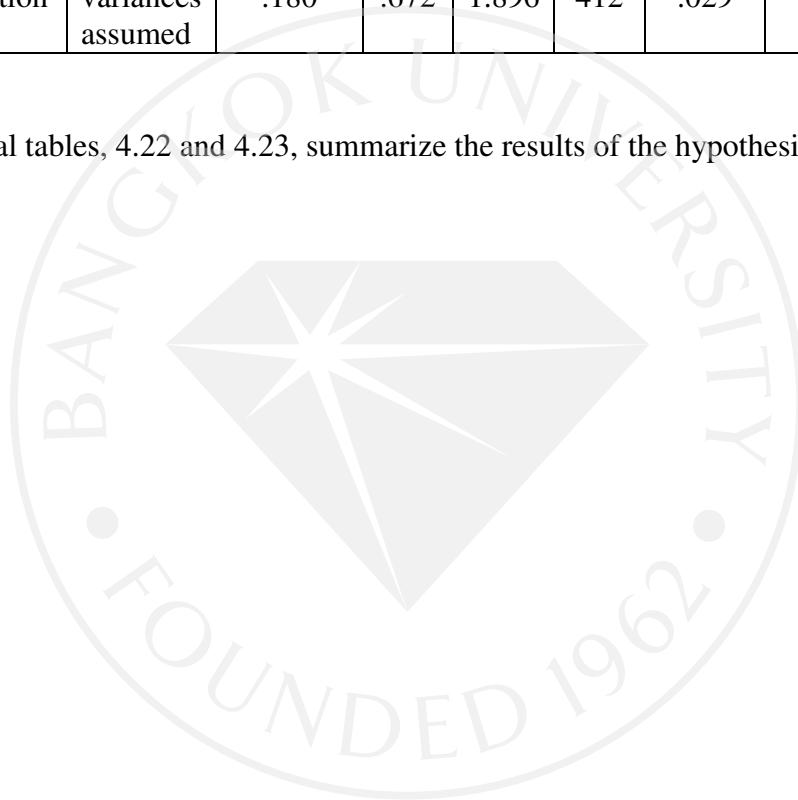 assumed
al tables, 4.22 and 4.23, summarize the results of the hypothesi
BANGKOK UNIVERSITY
FOUNDED 1962